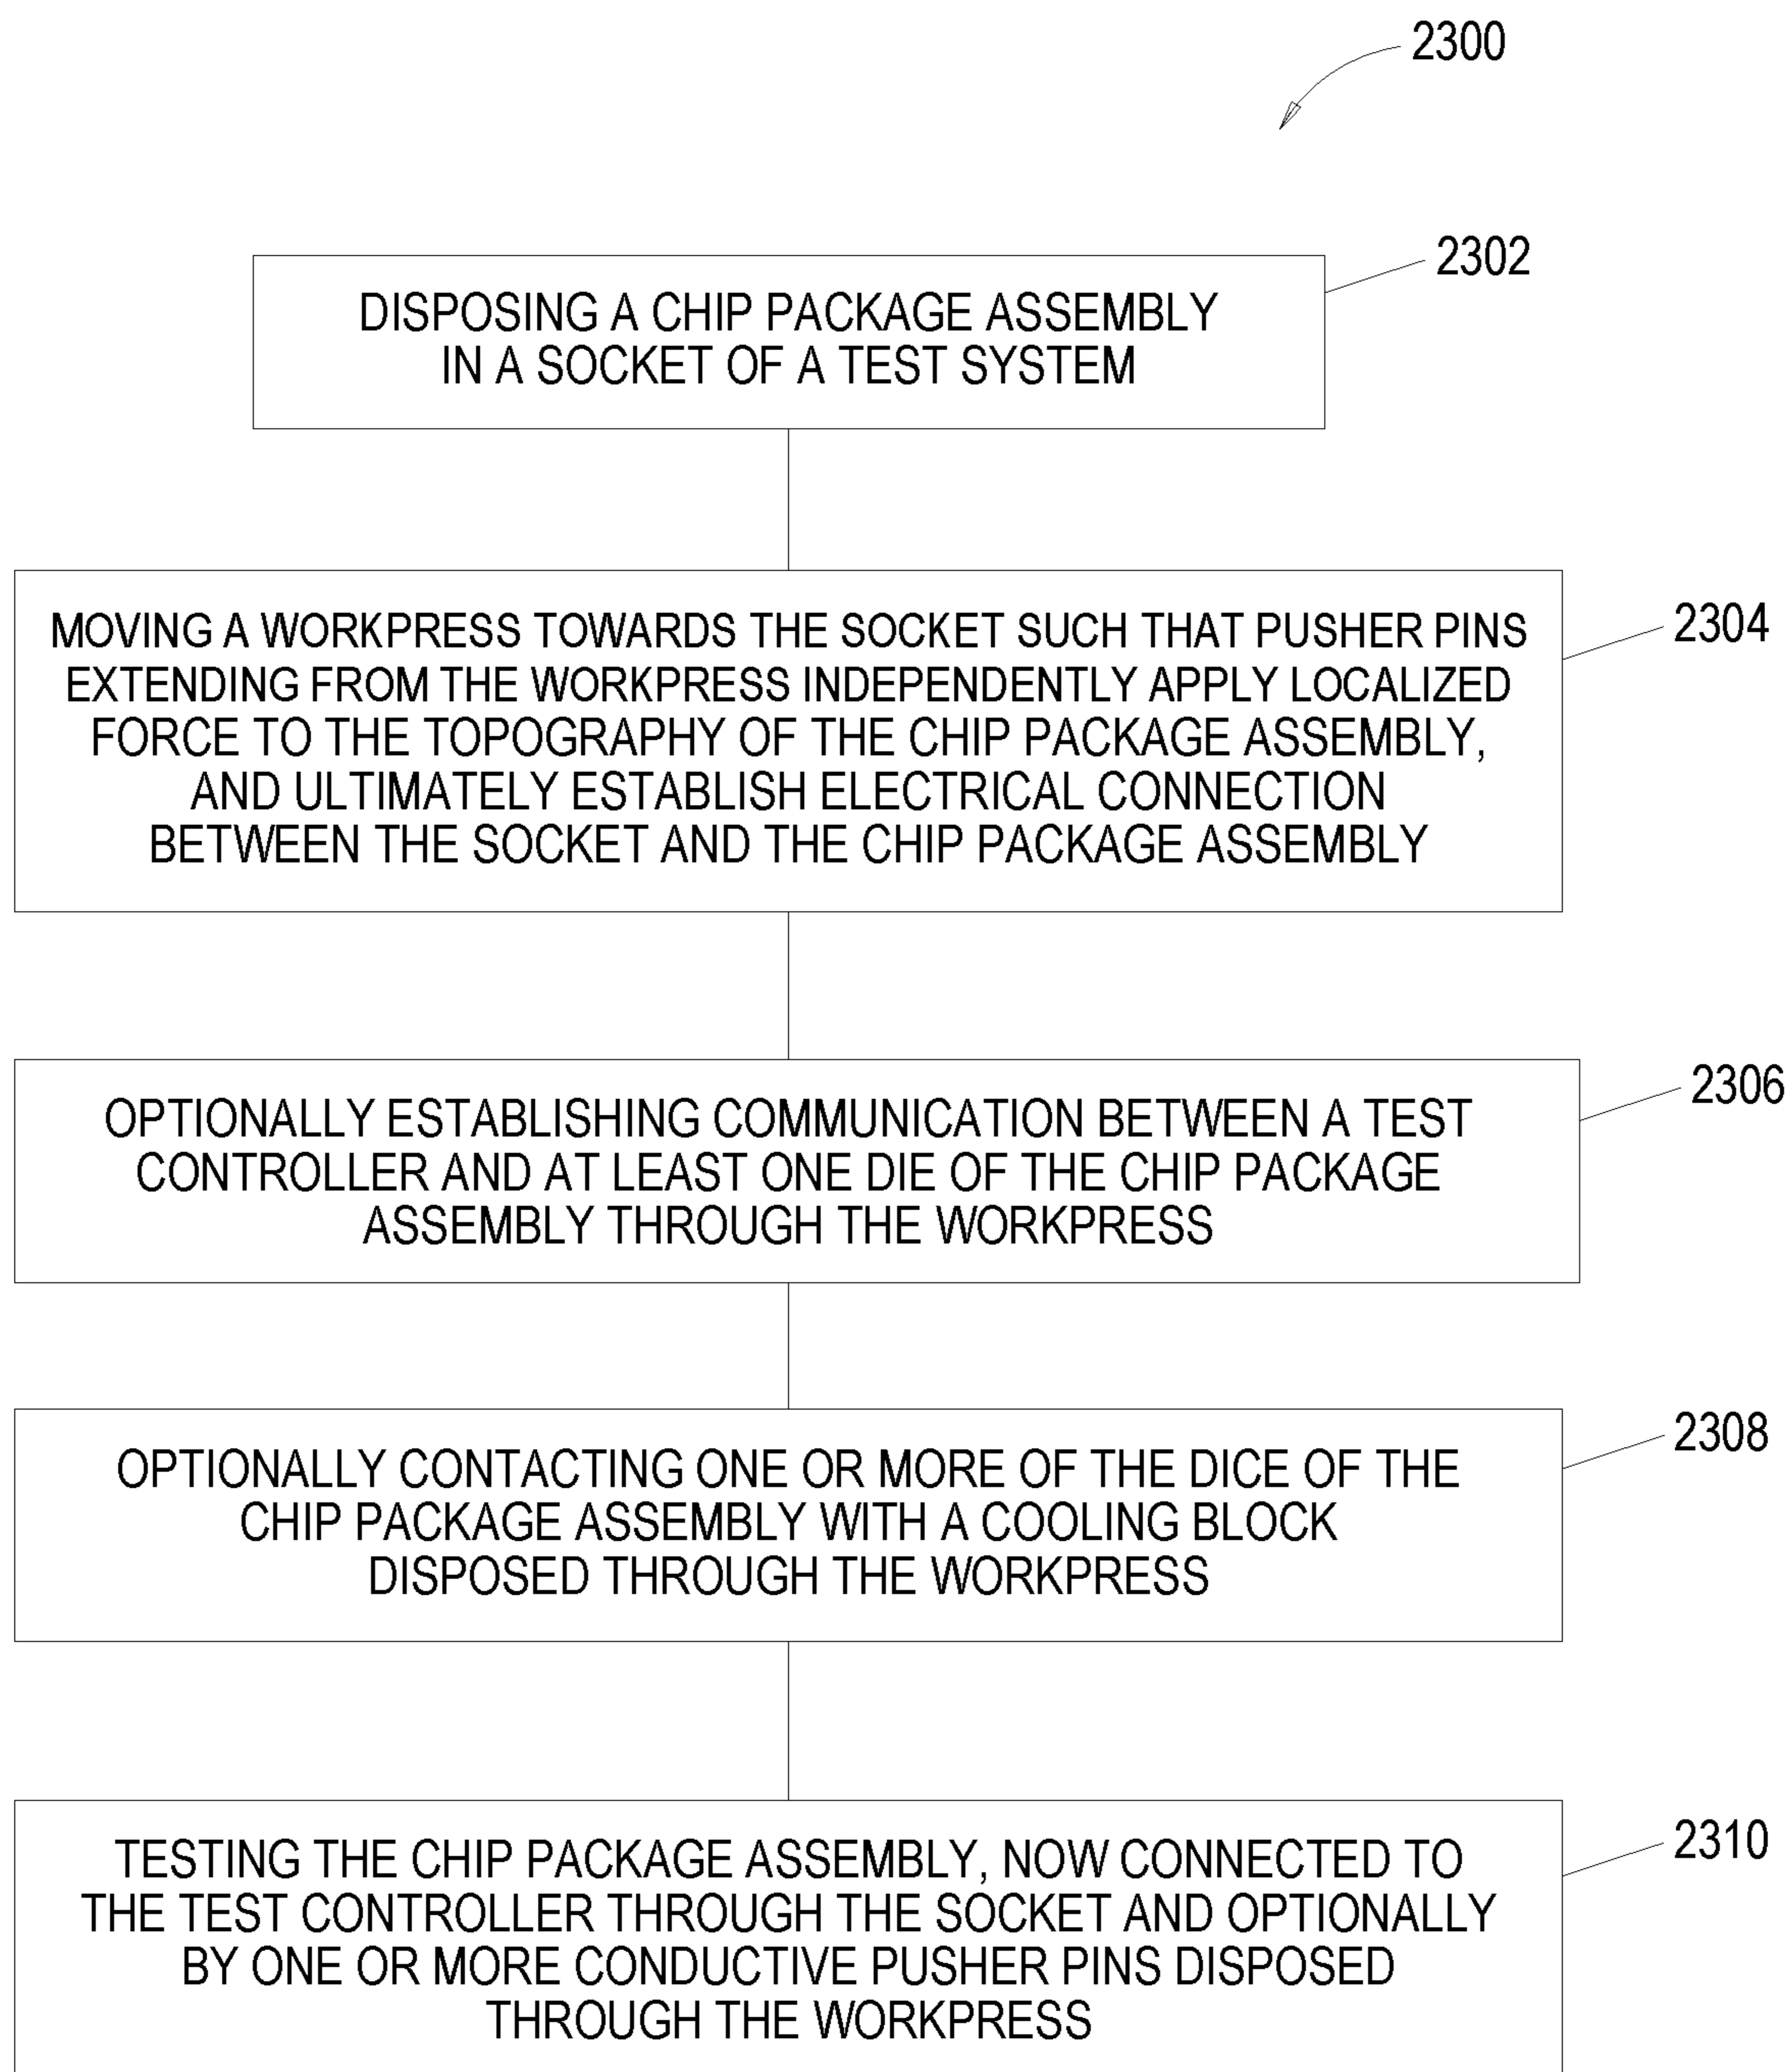 2300
2302
DISPOSING A CHIP PACKAGE ASSEMBLY
IN A SOCKET OF A TEST SYSTEM
2304
MOVING A WORKPRESS TOWARDS THE SOCKET SUCH THAT PUSHER PINS
EXTENDING FROM THE WORKPRESS INDEPENDENTLY APPLY LOCALIZED
FORCE TO THE TOPOGRAPHY OF THE CHIP PACKAGE ASSEMBLY,
AND ULTIMATELY ESTABLISH ELECTRICAL CONNECTION
BETWEEN THE SOCKET AND THE CHIP PACKAGE ASSEMBLY
2306
OPTIONALLY ESTABLISHING COMMUNICATION BETWEEN A TEST
CONTROLLER AND AT LEAST ONE DIE OF THE CHIP PACKAGE
ASSEMBLY THROUGH THE WORKPRESS
2308
OPTIONALLY CONTACTING ONE OR MORE OF THE DICE OF THE
CHIP PACKAGE ASSEMBLY WITH A COOLING BLOCK
DISPOSED THROUGH THE WORKPRESS
2310
TESTING THE CHIP PACKAGE ASSEMBLY, NOW CONNECTED TO
THE TEST CONTROLLER THROUGH THE SOCKET AND OPTIONALLY
BY ONE OR MORE CONDUCTIVE PUSHER PINS DISPOSED
THROUGH THE WORKPRESS